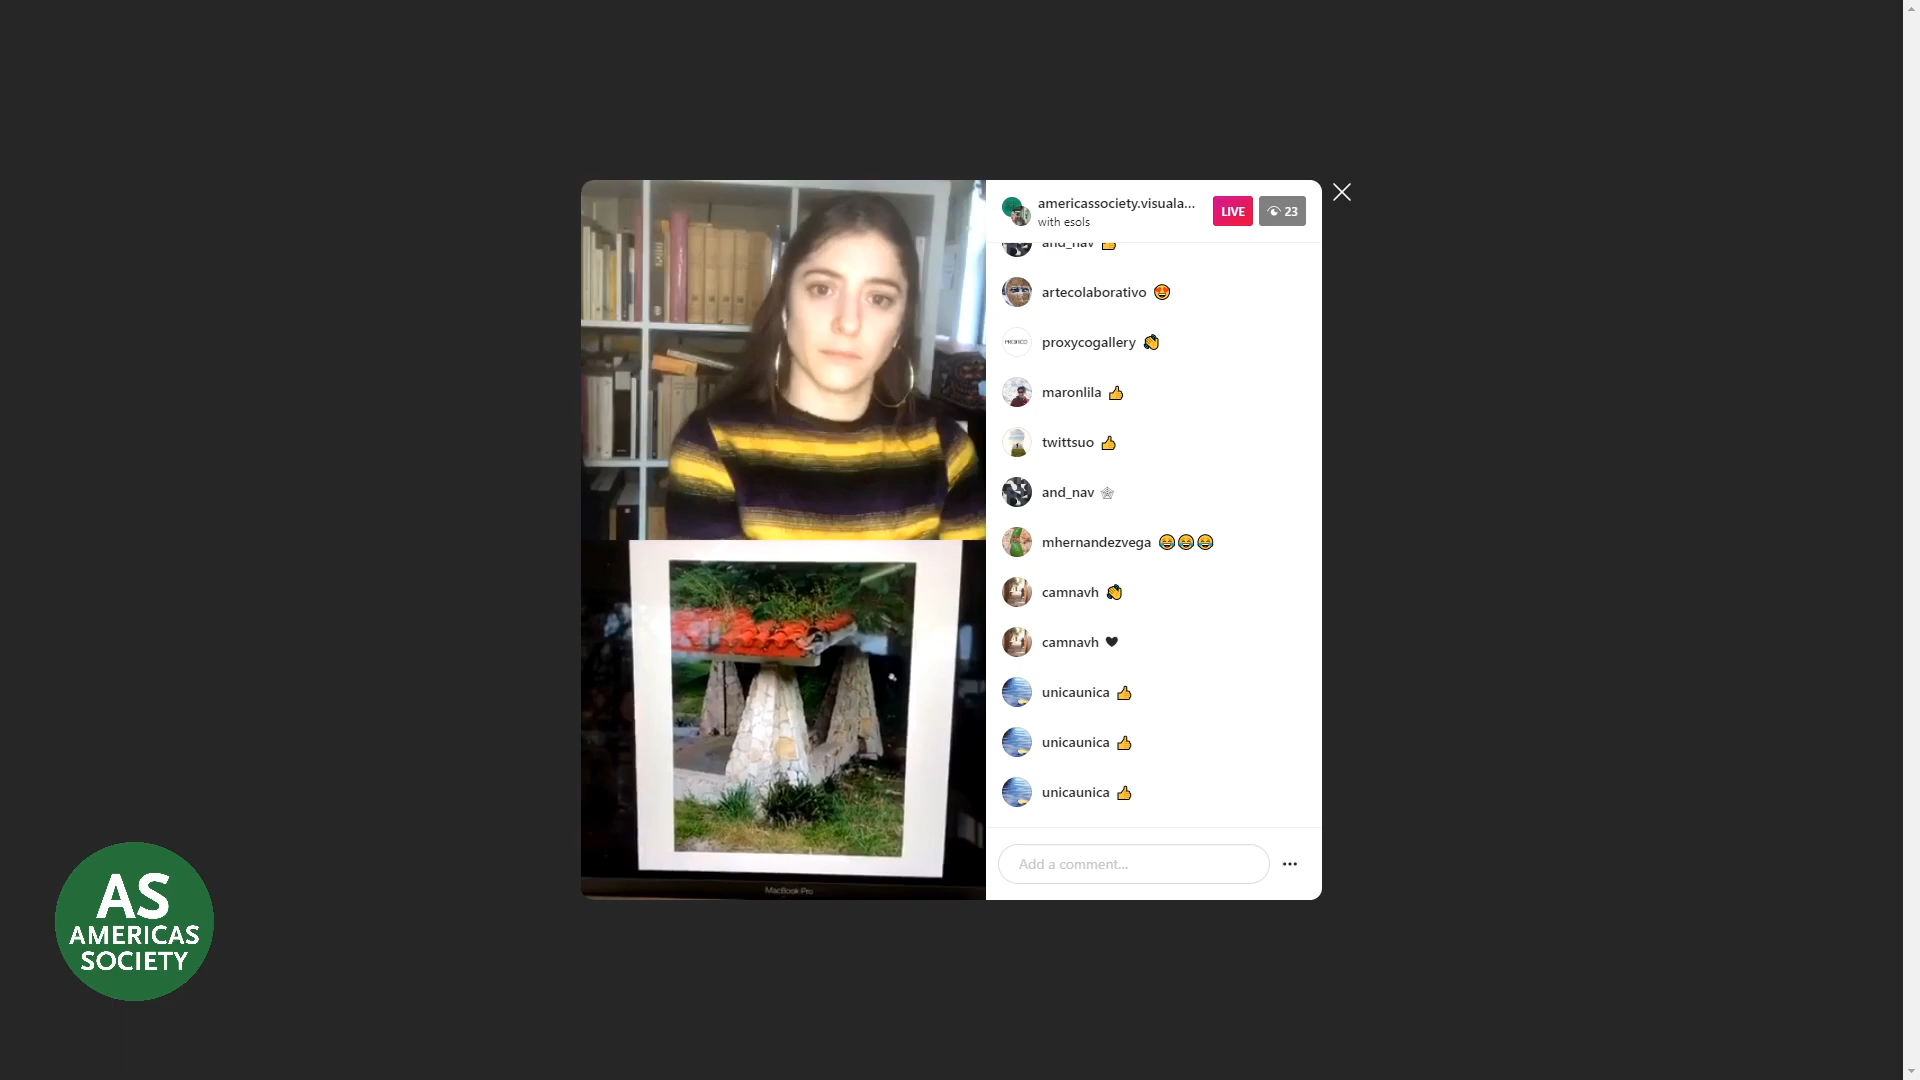 americassociety.visuala...
with esols
LIVE
23
and_nav
artecolaborativo 😍
proxycogallery 👏
maronlila 👍
twittsuo 👍
and_nav 🕸
mhernandezvega 😂😂😂
camnavh 👏
camnavh 🖤
unicaunica 👍
unicaunica 👍
unicaunica 👍
Add a comment...
MacBook Pro
AS
AMERICAS
SOCIETY